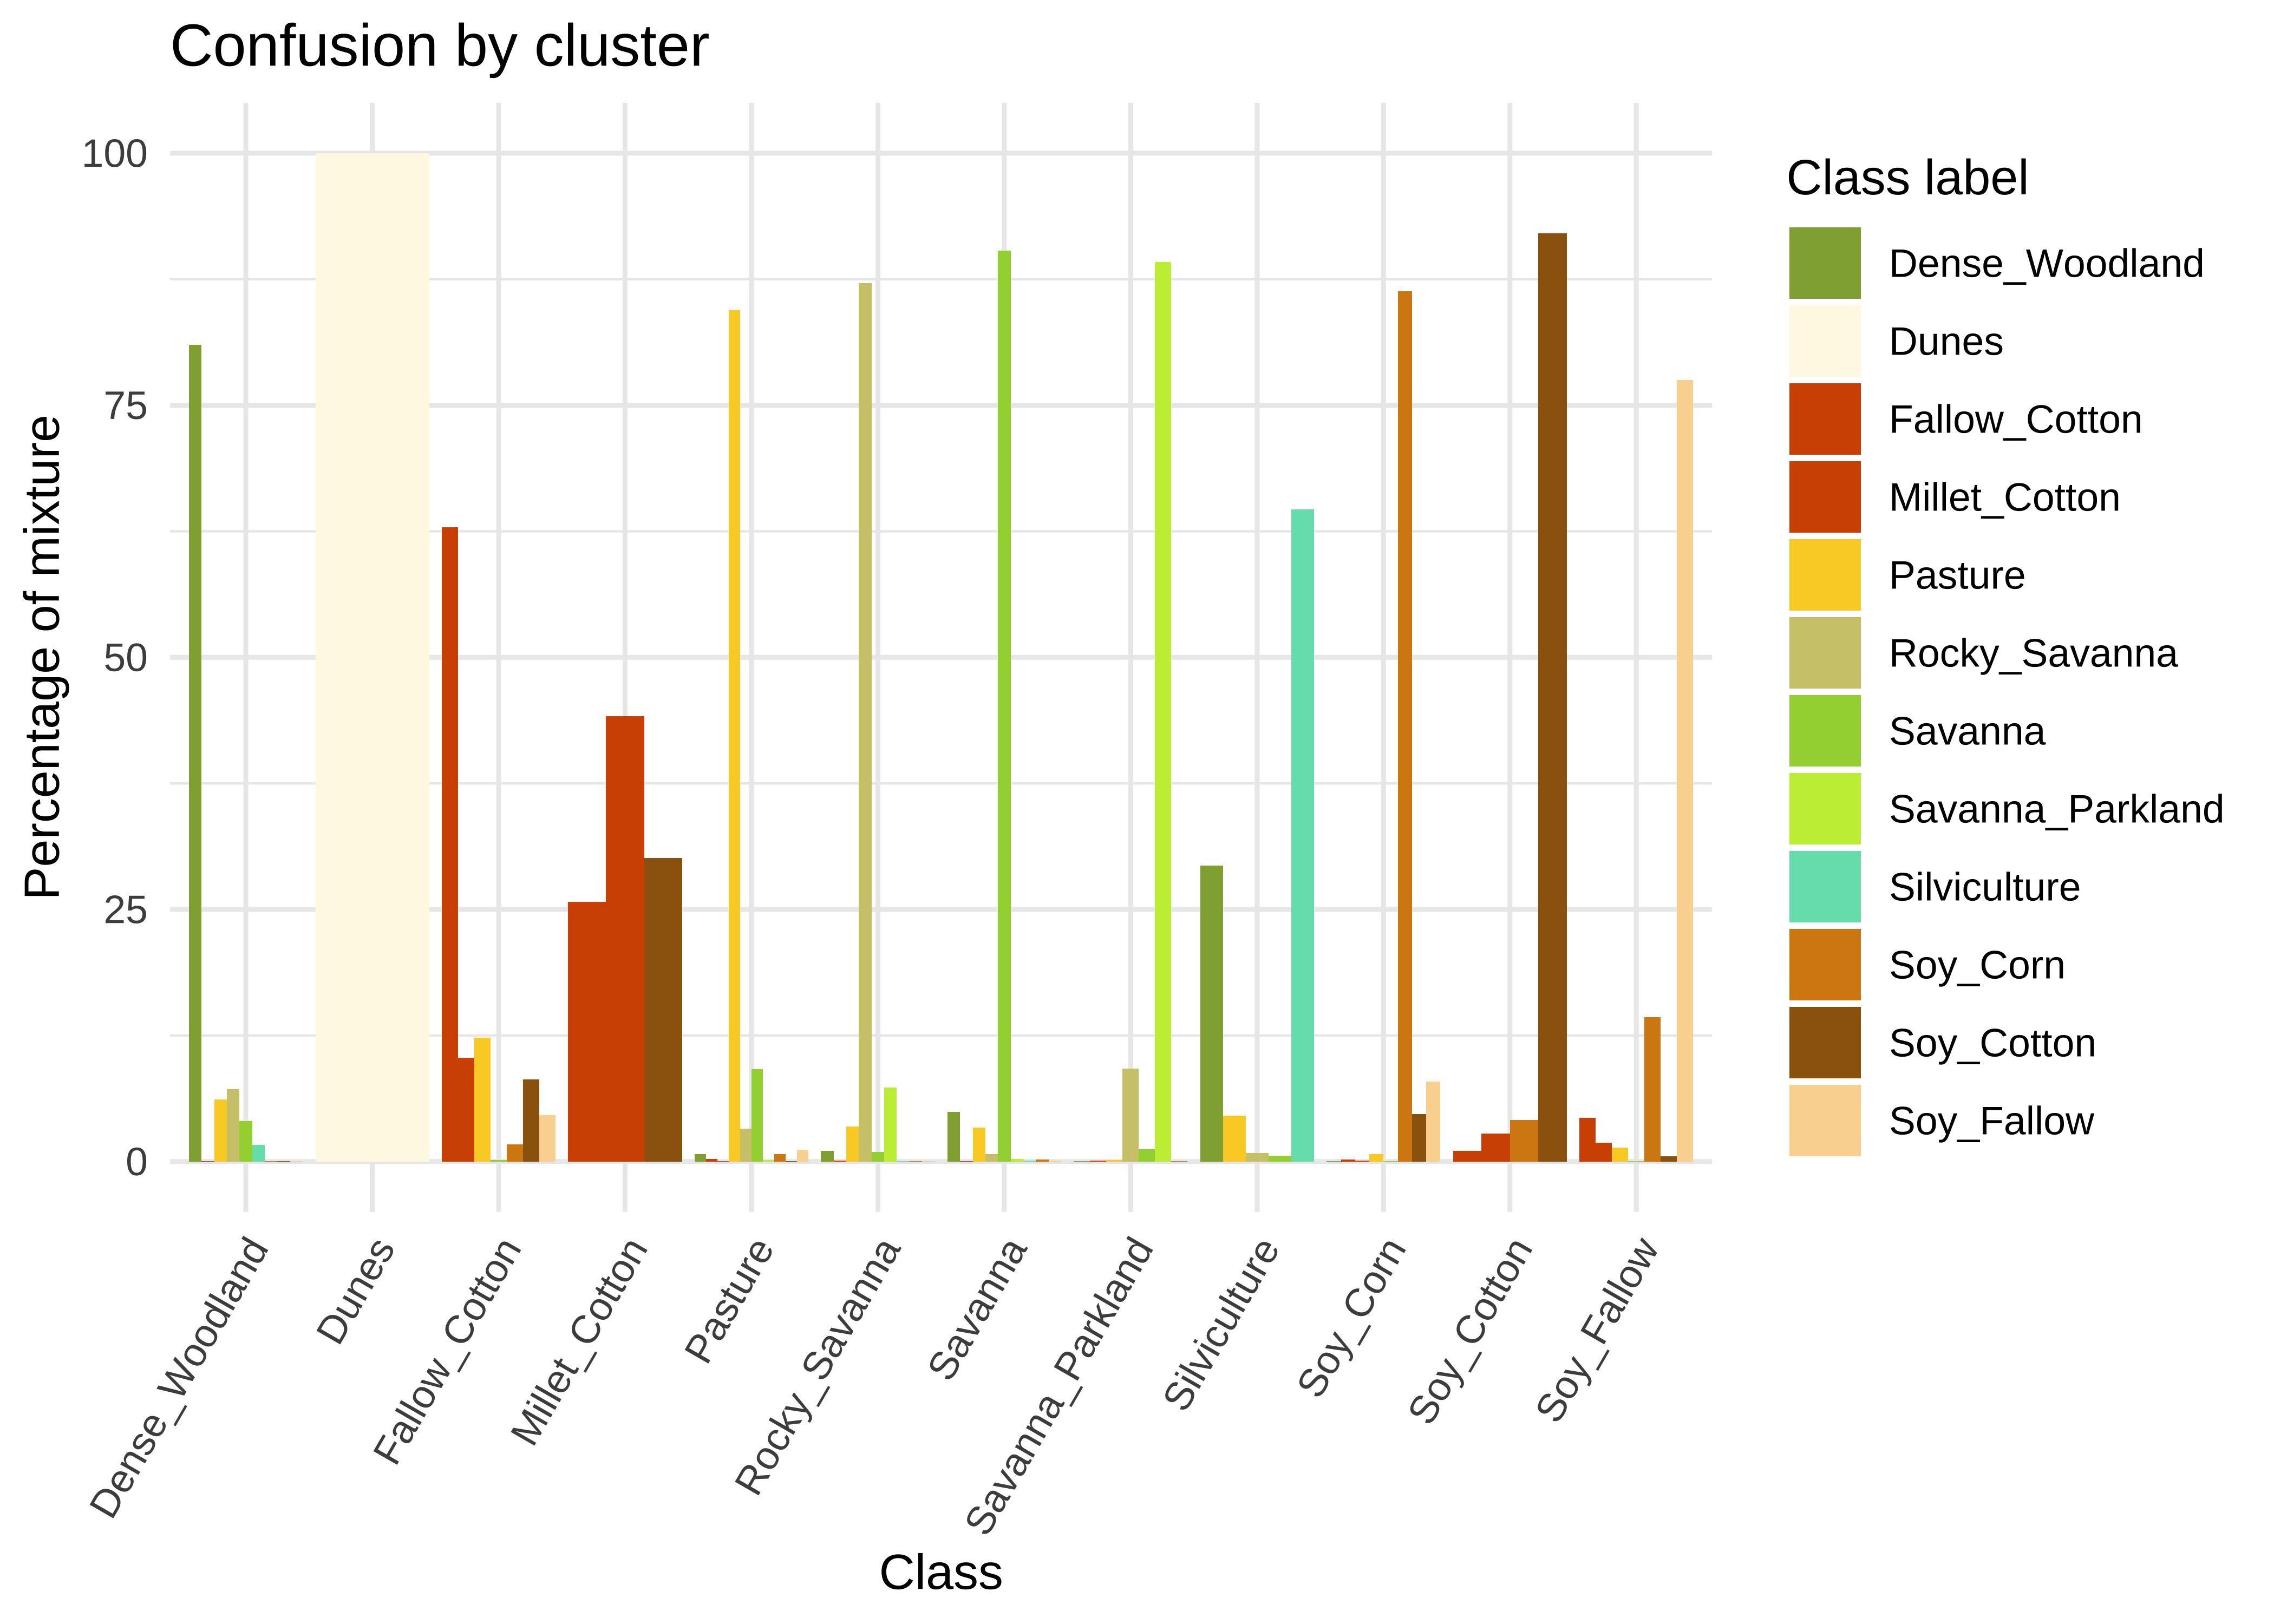 Confusion by cluster
Percentage of mixture
100
75
50
25
0
Dense_Woodland
Dunes
Fallow_Cotton
Millet_Cotton
Pasture
Rocky_Savanna
Savanna
Savanna_Parkland
Silviculture
Soy_Corn
Soy_Cotton
Soy_Fallow
Class
Class label
Dense_Woodland
Dunes
Fallow_Cotton
Millet_Cotton
Pasture
Rocky_Savanna
Savanna
Savanna_Parkland
Silviculture
Soy_Corn
Soy_Cotton
Soy_Fallow